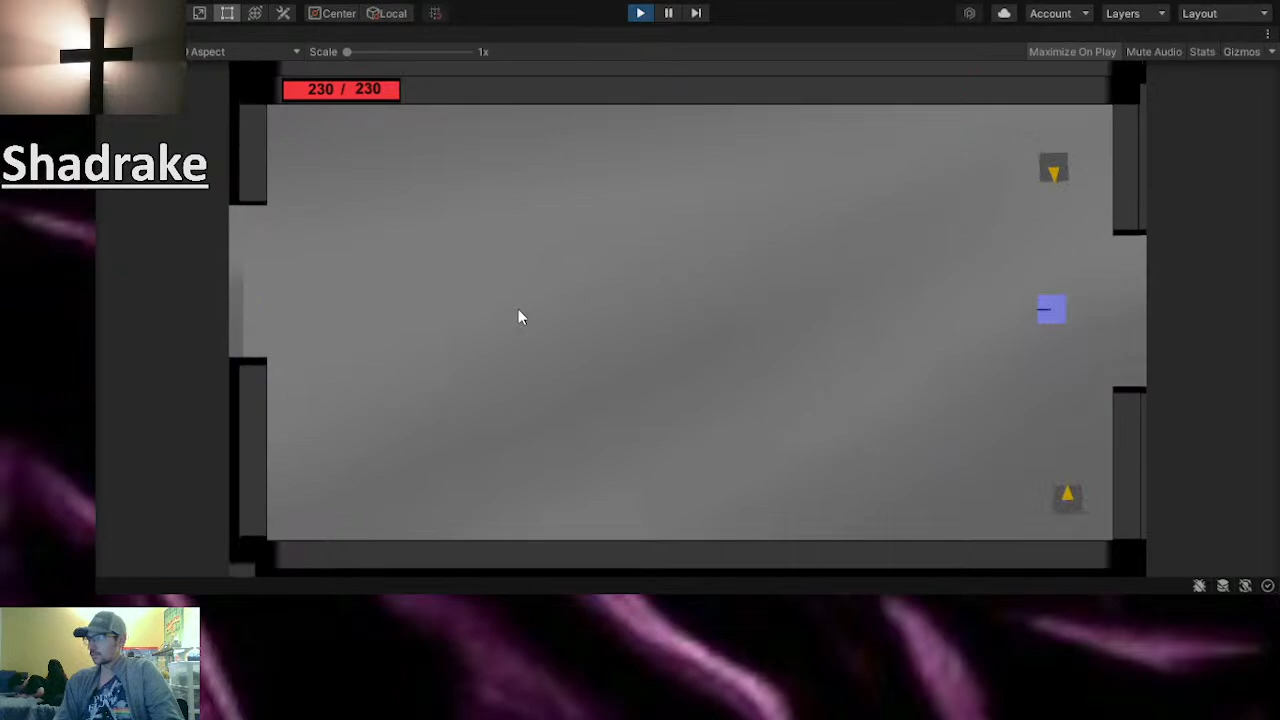 Center
Local
Account
Layers
Layout
Aspect
Scale
1x
Maximize On Play
Mute Audio
Stats
Gizmos
230 / 230
Shadrake